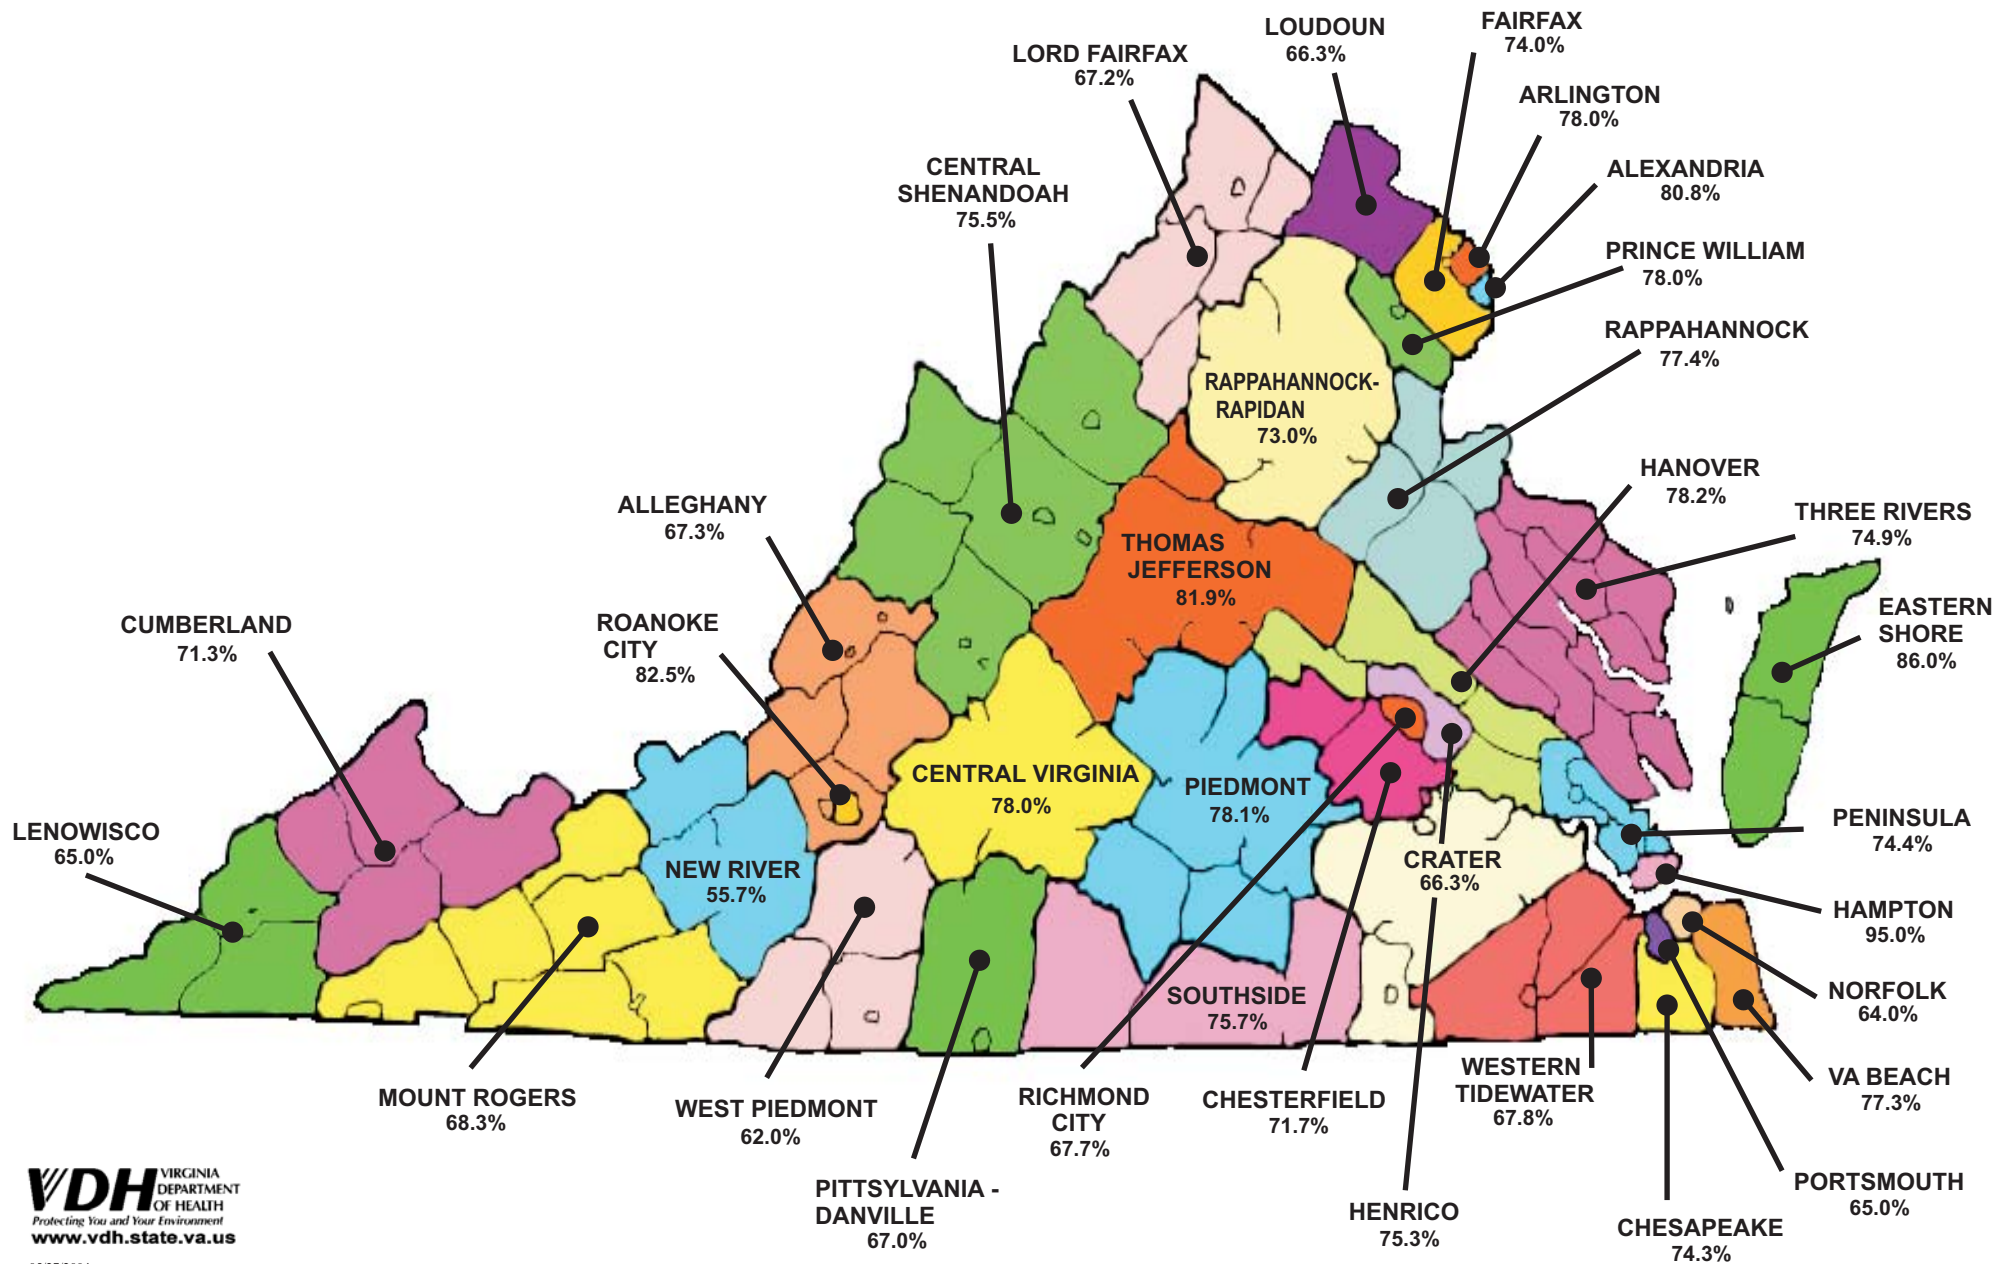 LOUDOUN
66.3%
FAIRFAX
74.0%
LORD FAIRFAX
67.2%
ARLINGTON
78.0%
CENTRAL
SHENANDOAH
75.5%
ALEXANDRIA
80.8%
PRINCE WILLIAM
78.0%
RAPPAHANNOCK
77.4%
RAPPAHANNOCK-
RAPIDAN
73.0%
HANOVER
78.2%
ALLEGHANY
67.3%
THREE RIVERS
74.9%
THOMAS
JEFFERSON
81.9%
EASTERN
SHORE
86.0%
CUMBERLAND
71.3%
ROANOKE
CITY
82.5%
CENTRAL VIRGINIA
78.0%
PIEDMONT
78.1%
LENOWISCO
65.0%
PENINSULA
74.4%
NEW RIVER
55.7%
CRATER
66.3%
HAMPTON
95.0%
SOUTHSIDE
75.7%
NORFOLK
64.0%
MOUNT ROGERS
68.3%
WEST PIEDMONT
62.0%
RICHMOND
CITY
67.7%
CHESTERFIELD
71.7%
WESTERN
TIDEWATER
67.8%
VA BEACH
77.3%
PITTSYLVANIA -
DANVILLE
67.0%
HENRICO
75.3%
PORTSMOUTH
65.0%
CHESAPEAKE
74.3%
VDH
VIRGINIA
DEPARTMENT
OF HEALTH
Protecting You and Your Environment
www.vdh.state.va.us